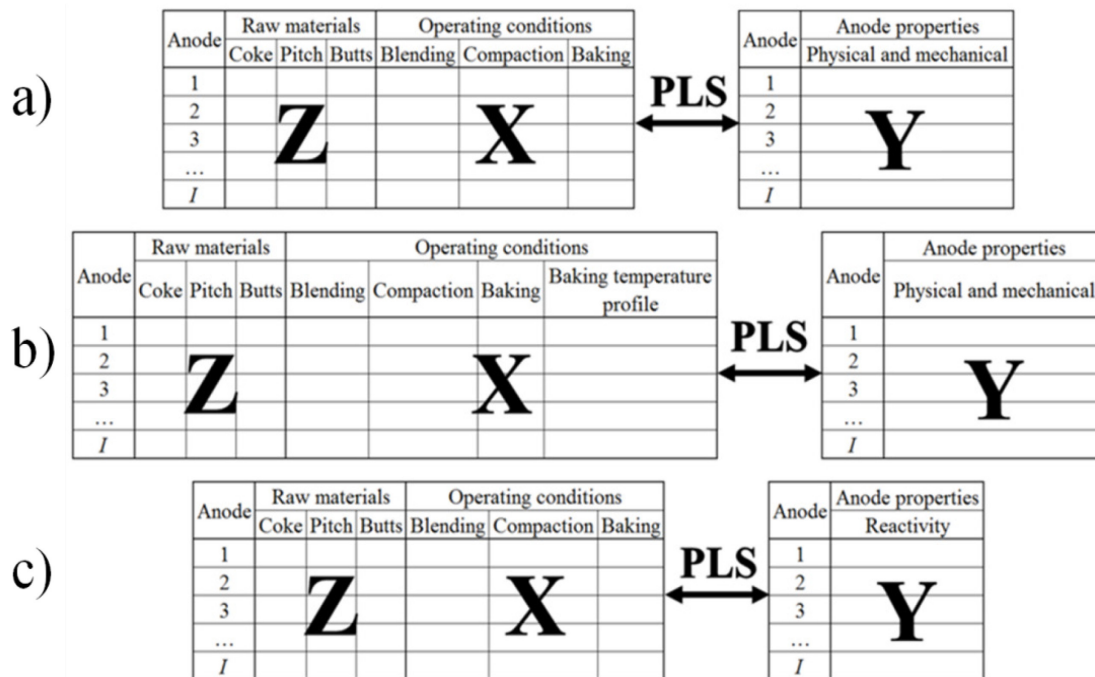 a)
Anode Raw materials Operating conditions
Coke Pitch Butts Blending Compaction Baking
1
2
3
...
I
Z X
PLS
Anode Anode properties
Physical and mechanical
1
2
3
...
I
Y
b)
Anode Raw materials Operating conditions
Coke Pitch Butts Blending Compaction Baking Baking temperature profile
1
2
3
...
I
Z X
PLS
Anode Anode properties
Physical and mechanical
1
2
3
...
I
Y
c)
Anode Raw materials Operating conditions
Coke Pitch Butts Blending Compaction Baking
1
2
3
...
I
Z X
PLS
Anode Anode properties
Reactivity
1
2
3
...
I
Y